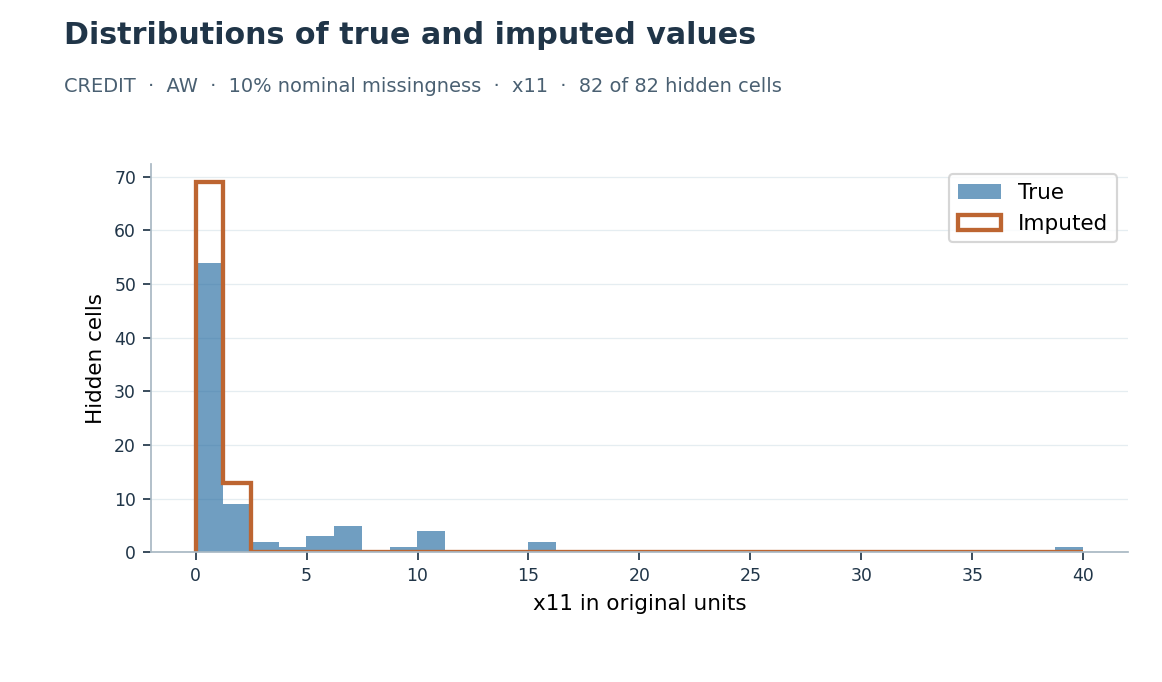 Distributions of true and imputed values
CREDIT · AW · 10% nominal missingness · x11 · 82 of 82 hidden cells
70
60
50
40
30
20
10
0
Hidden cells
True
Imputed
0 5 10 15 20 25 30 35 40
x11 in original units